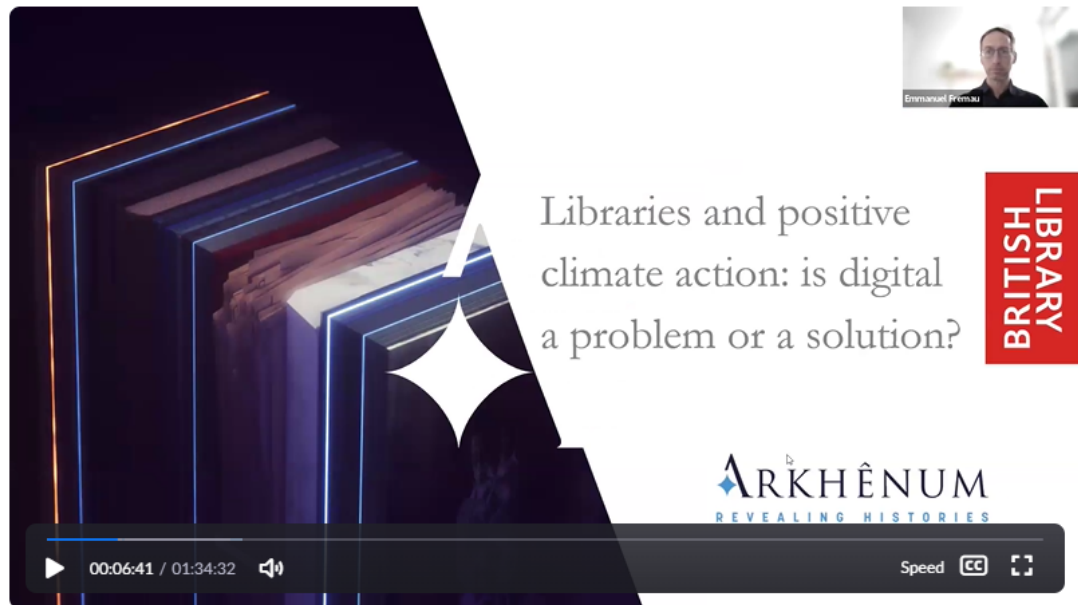 Emmanuel Fremau
Libraries and positive
climate action: is digital
a problem or a solution?
BRITISH
LIBRARY
ARKHÊNUM
REVEALING HISTORIES
00:06:41 / 01:34:32
Speed
CC